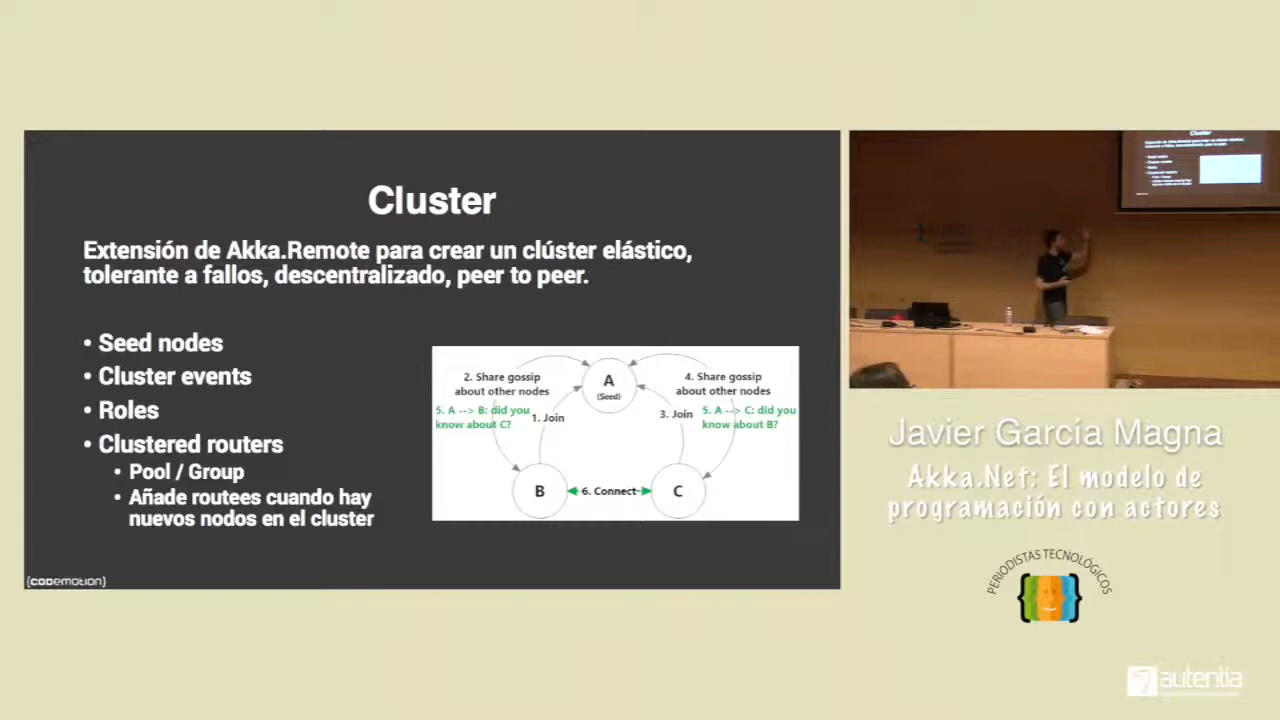 Cluster
Extensión de Akka.Remote para crear un clúster elástico,
tolerante a fallos, descentralizado, peer to peer.
• Seed nodes
• Cluster events
• Roles
• Clustered routers
• Pool / Group
• Añade routees cuando hay
nuevos nodos en el cluster
A
(Seed)
2. Share gossip
about other nodes
4. Share gossip
about other nodes
5. A --> B: did you
know about C?
1. Join
3. Join
5. A --> C: did you
know about B?
B
6. Connect
C
{CODEmotion}
Cluster
Javier García Magna
Akka.Net: El modelo de
programación con actores
PERIODISTAS TECNOLÓGICOS
autentia